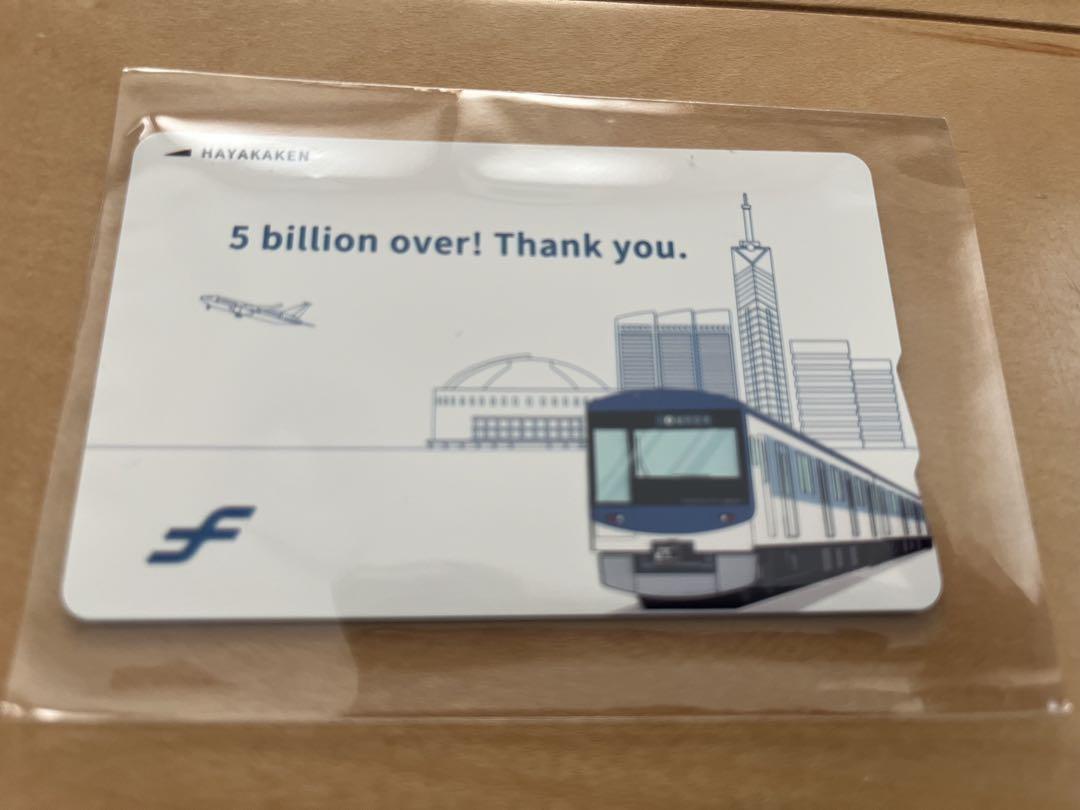 HAYAKAKEN
5 billion over! Thank you.